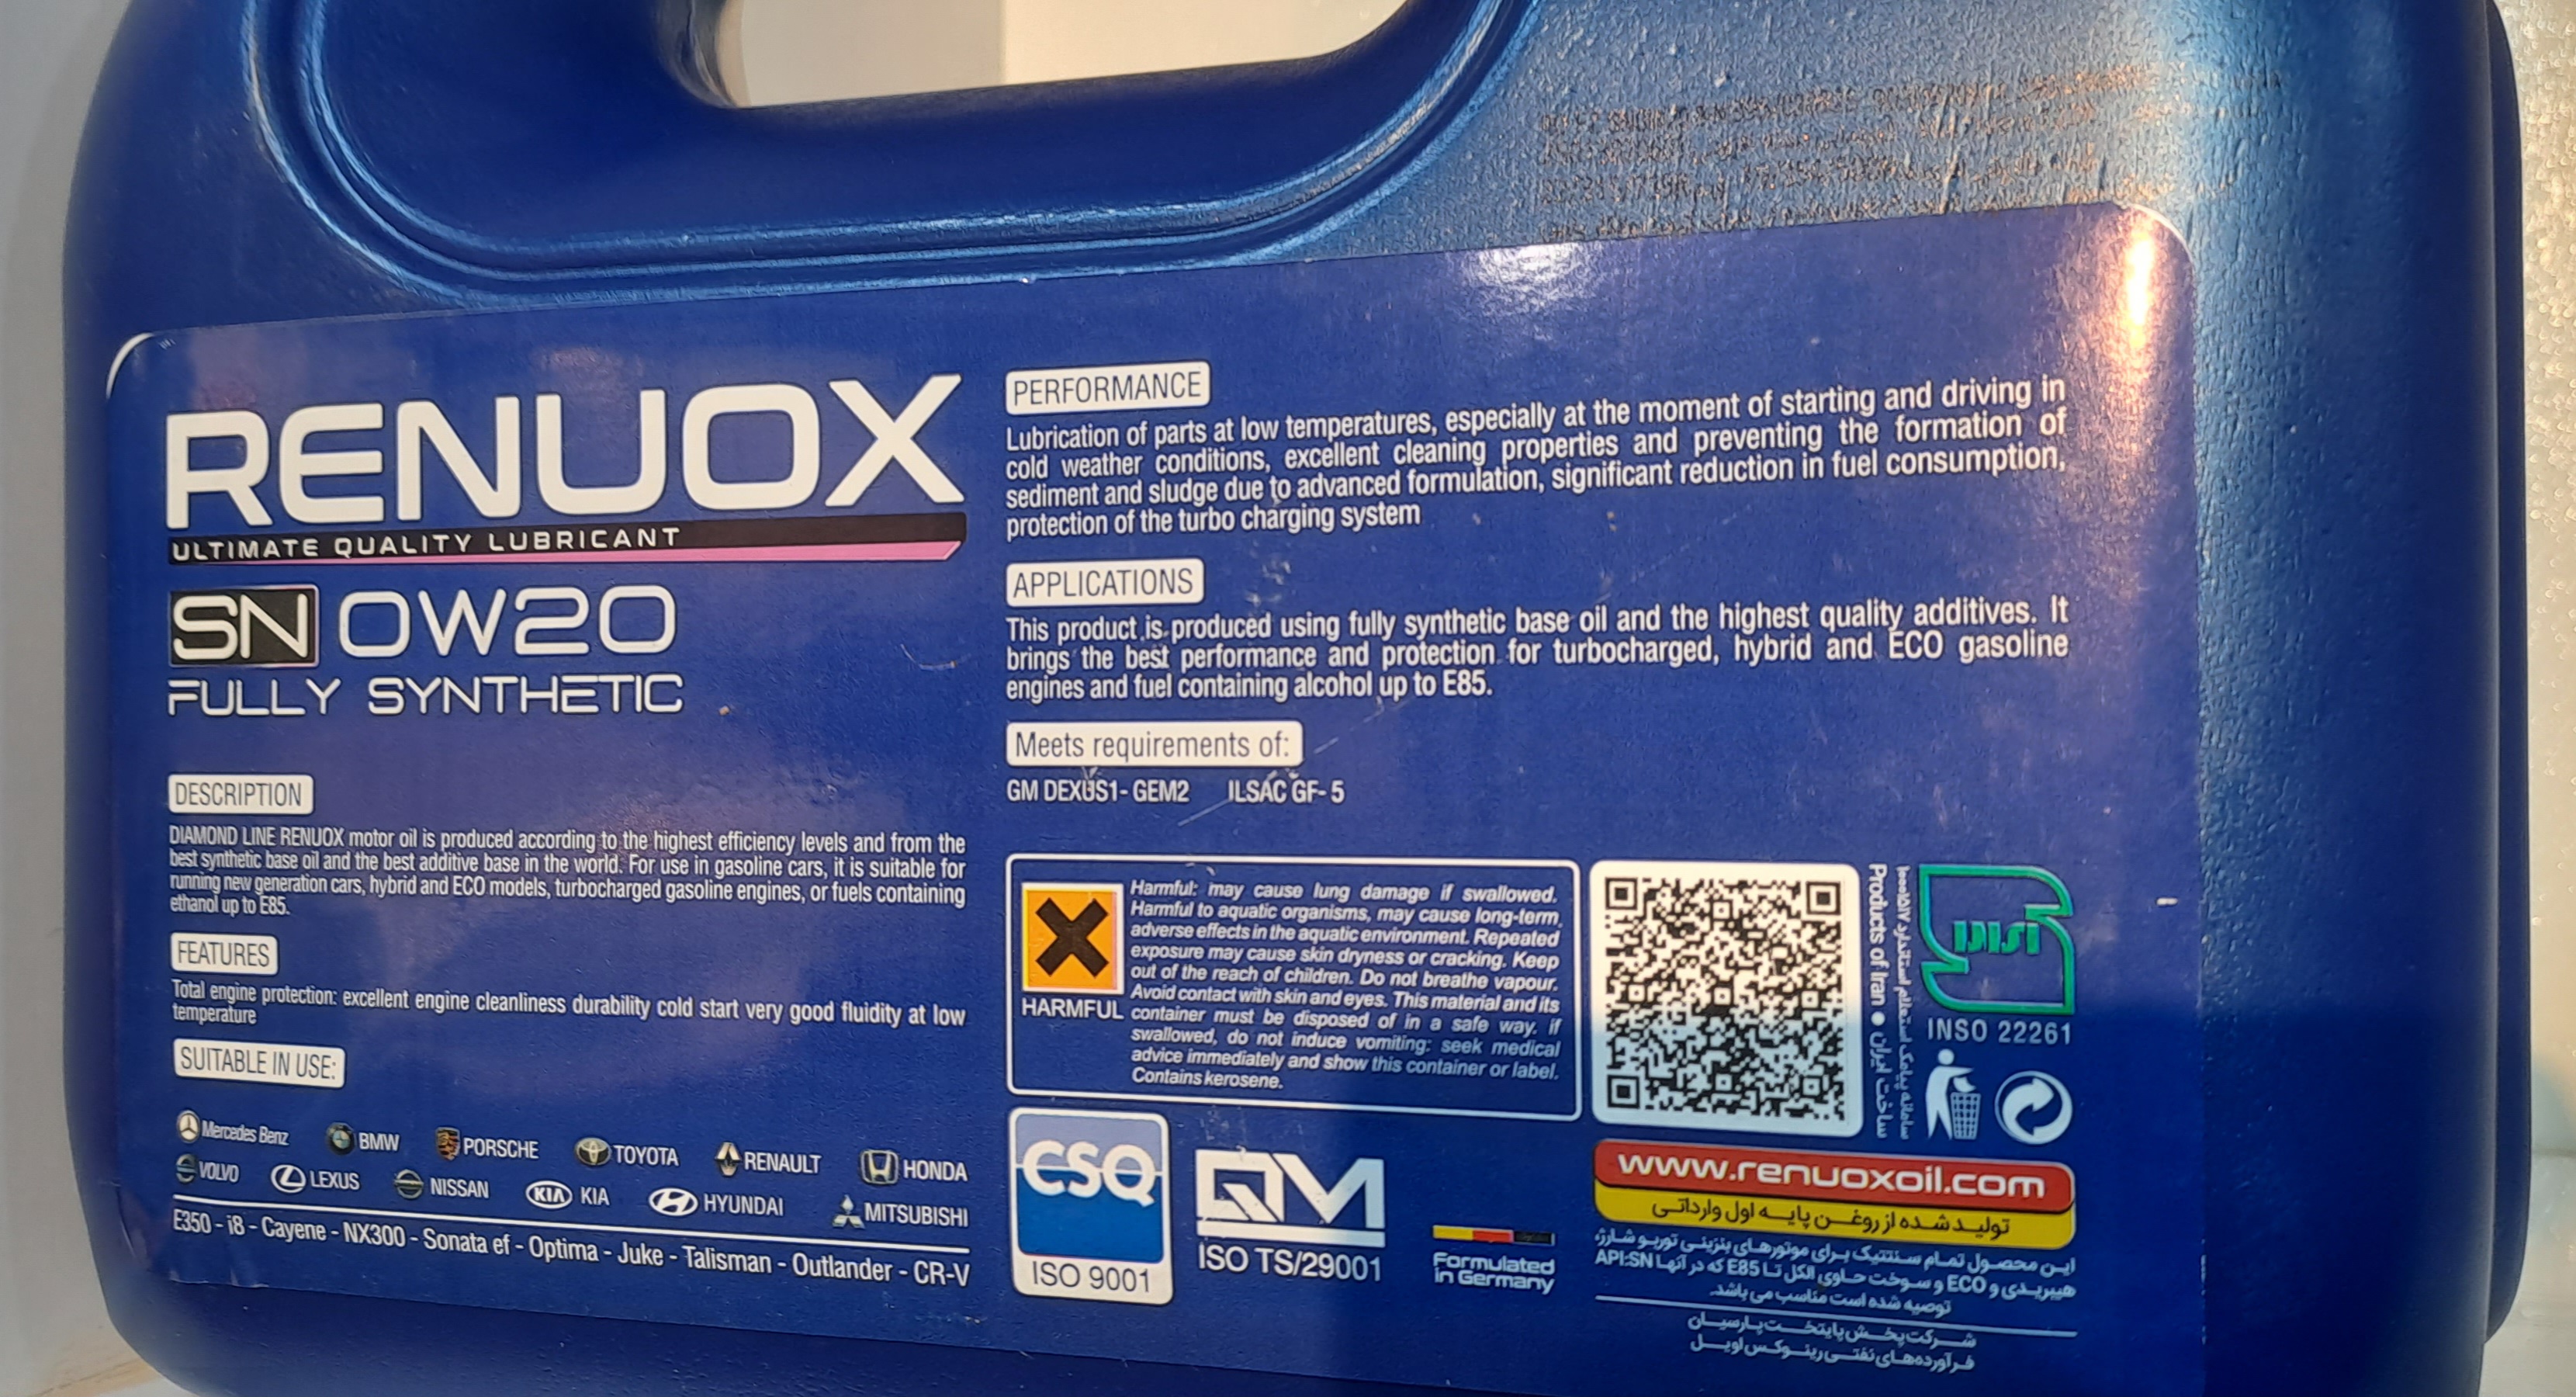 RENUOX
ULTIMATE QUALITY LUBRICANT
SN 0W20
FULLY SYNTHETIC
DESCRIPTION
DIAMOND LINE RENUOX motor oil is produced according to the highest efficiency levels and from the
best synthetic base oil and the best additive base in the world. For use in gasoline cars, it is suitable for
running new generation cars, hybrid and ECO models, turbocharged gasoline engines, or fuels containing
ethanol up to E85.
FEATURES
Total engine protection: excellent engine cleanliness durability cold start very good fluidity at low
temperature
SUITABLE IN USE:
Mercedes Benz BMW PORSCHE TOYOTA RENAULT HONDA
VOLVO LEXUS NISSAN KIA KIA HYUNDAI MITSUBISHI
E350 - i8 - Cayene - NX300 - Sonata ef - Optima - Juke - Talisman - Outlander - CR-V
PERFORMANCE
Lubrication of parts at low temperatures, especially at the moment of starting and driving in
cold weather conditions, excellent cleaning properties and preventing the formation of
sediment and sludge due to advanced formulation, significant reduction in fuel consumption,
protection of the turbo charging system
APPLICATIONS
This product is produced using fully synthetic base oil and the highest quality additives. It
brings the best performance and protection for turbocharged, hybrid and ECO gasoline
engines and fuel containing alcohol up to E85.
Meets requirements of:
GM DEXUS1- GEM2 ILSAC GF- 5
HARMFUL
Harmful: may cause lung damage if swallowed.
Harmful to aquatic organisms, may cause long-term,
adverse effects in the aquatic environment. Repeated
exposure may cause skin dryness or cracking. Keep
out of the reach of children. Do not breathe vapour.
Avoid contact with skin and eyes. This material and its
container must be disposed of in a safe way. if
swallowed, do not induce vomiting: seek medical
advice immediately and show this container or label.
Contains kerosene.
CSQ
ISO 9001
QM
ISO TS/29001
Formulated
in Germany
سامانه پیامک استعلام استاندارد
Products of Iran ● ساخت ایران
INSO 22261
www.renuoxoil.com
تولید شده از روغن پایه اول وارداتی
این محصول تمام سنتتیک برای موتورهای بنزینی توربو شارژ،
هیبریدی و ECO و سوخت حاوی الکل تا E85 که در آنها API:SN
توصیه شده است مناسب می باشد.
شرکت پخش پایتخت پارسیان
فرآورده‌های نفتی رینوکس اویل